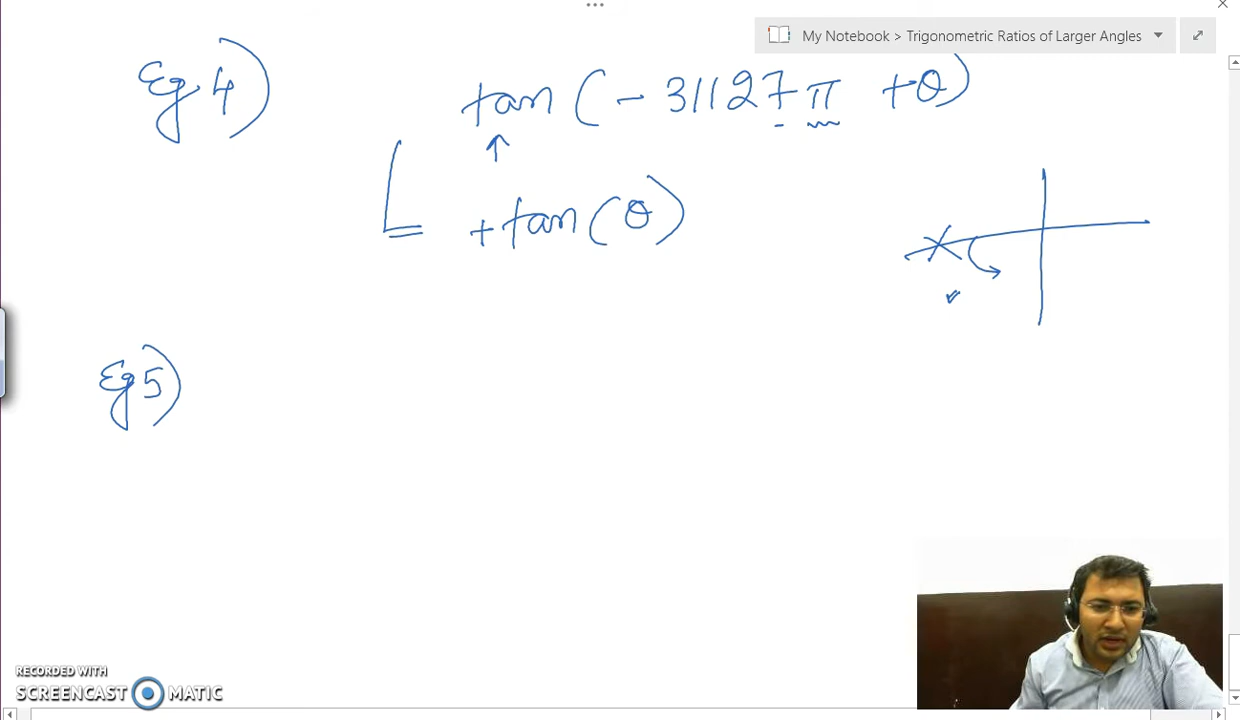 My Notebook > Trigonometric Ratios of Larger Angles
Eg 4) tan(-31127π +θ)
+tan(θ)
Eg 5)
RECORDED WITH
SCREENCAST MATIC